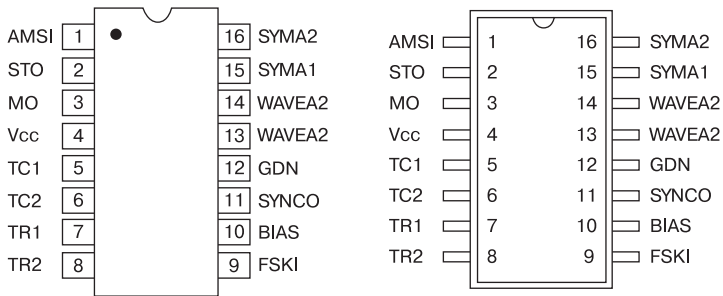 AMSI 1 16 SYMA2
STO 2 15 SYMA1
MO 3 14 WAVEA2
Vcc 4 13 WAVEA2
TC1 5 12 GDN
TC2 6 11 SYNCO
TR1 7 10 BIAS
TR2 8 9 FSKI
AMSI 1 16 SYMA2
STO 2 15 SYMA1
MO 3 14 WAVEA2
Vcc 4 13 WAVEA2
TC1 5 12 GDN
TC2 6 11 SYNCO
TR1 7 10 BIAS
TR2 8 9 FSKI